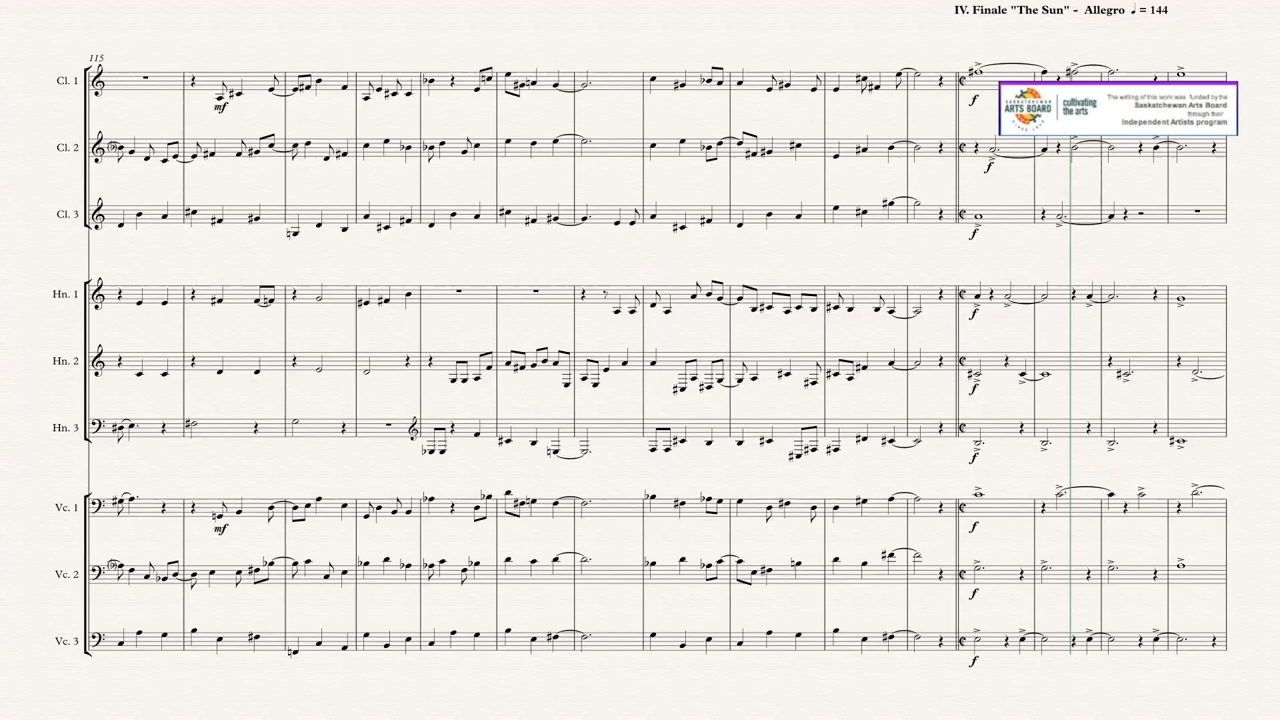 IV. Finale "The Sun" - Allegro ♩ = 144
115
Cl. 1
mf
f
SASKATCHEWAN
ARTS BOARD
cultivating
the arts
The writing of this work was funded by the
Saskatchewan Arts Board
through their
Independent Artists program
Cl. 2
f
Cl. 3
f
Hn. 1
f
Hn. 2
f
Hn. 3
f
Vc. 1
mf
f
Vc. 2
f
Vc. 3
f